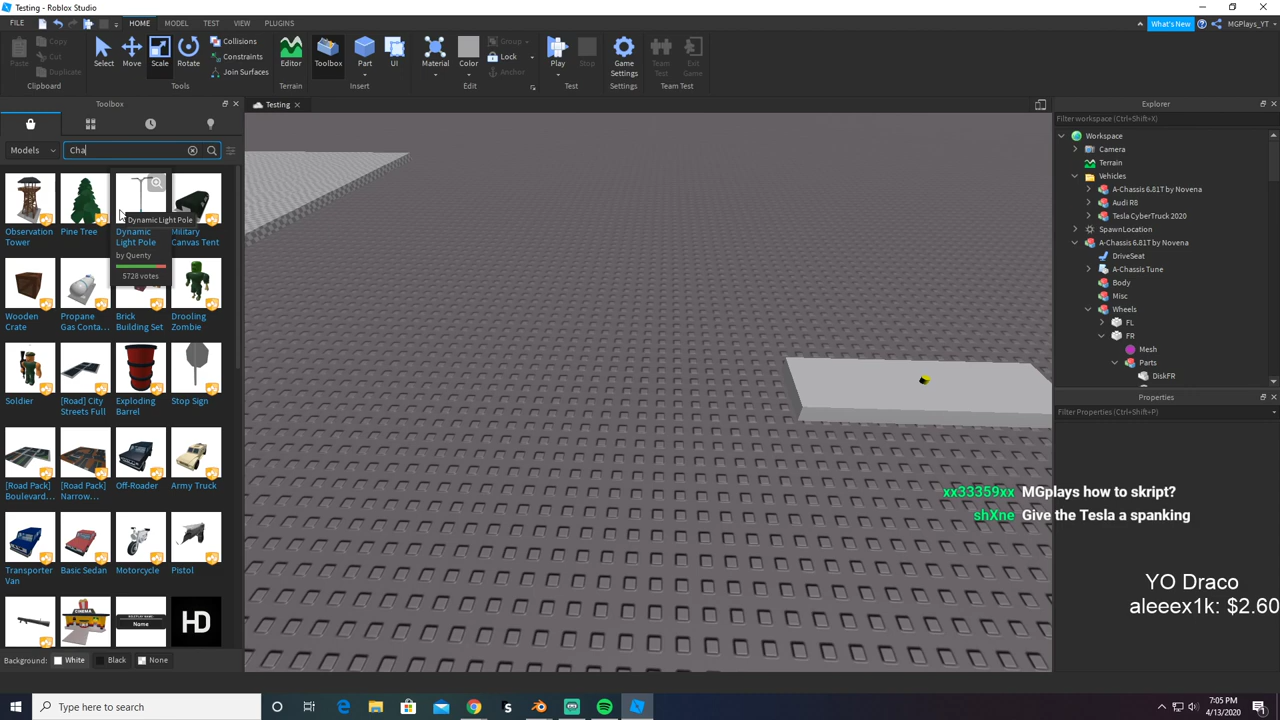 Testing - Roblox Studio
FILE
HOME
MODEL
TEST
VIEW
PLUGINS
What's New
MGPlays_YT
Paste
Copy
Cut
Duplicate
Clipboard
Select
Move
Scale
Rotate
Collisions
Constraints
Join Surfaces
Tools
Editor
Terrain
Toolbox
Part
UI
Insert
Material
Color
Group
Lock
Anchor
Edit
Play
Stop
Test
Game
Settings
Settings
Team
Test
Exit
Game
Team Test
Toolbox
Models
Cha
Observation
Tower
Pine Tree
Dynamic Light Pole
Dynamic
Light Pole
by Quenty
5728 votes
Military
Canvas Tent
Wooden
Crate
Propane
Gas Conta...
Brick
Building Set
Drooling
Zombie
Soldier
[Road] City
Streets Full
Exploding
Barrel
Stop Sign
[Road Pack]
Boulevard...
[Road Pack]
Narrow...
Off-Roader
Army Truck
Transporter
Van
Basic Sedan
Motorcycle
Pistol
CINEMA
Name
HD
Background:
White
Black
None
Testing
Explorer
Filter workspace (Ctrl+Shift+X)
Workspace
Camera
Terrain
Vehicles
A-Chassis 6.81T by Novena
Audi R8
Tesla CyberTruck 2020
SpawnLocation
A-Chassis 6.81T by Novena
DriveSeat
A-Chassis Tune
Body
Misc
Wheels
FL
FR
Mesh
Parts
DiskFR
Properties
Filter Properties (Ctrl+Shift+P)
xx33359xx MGplays how to skript?
shXne Give the Tesla a spanking
YO Draco
aleeex1k: $2.60
Type here to search
7:05 PM
4/13/2020
1